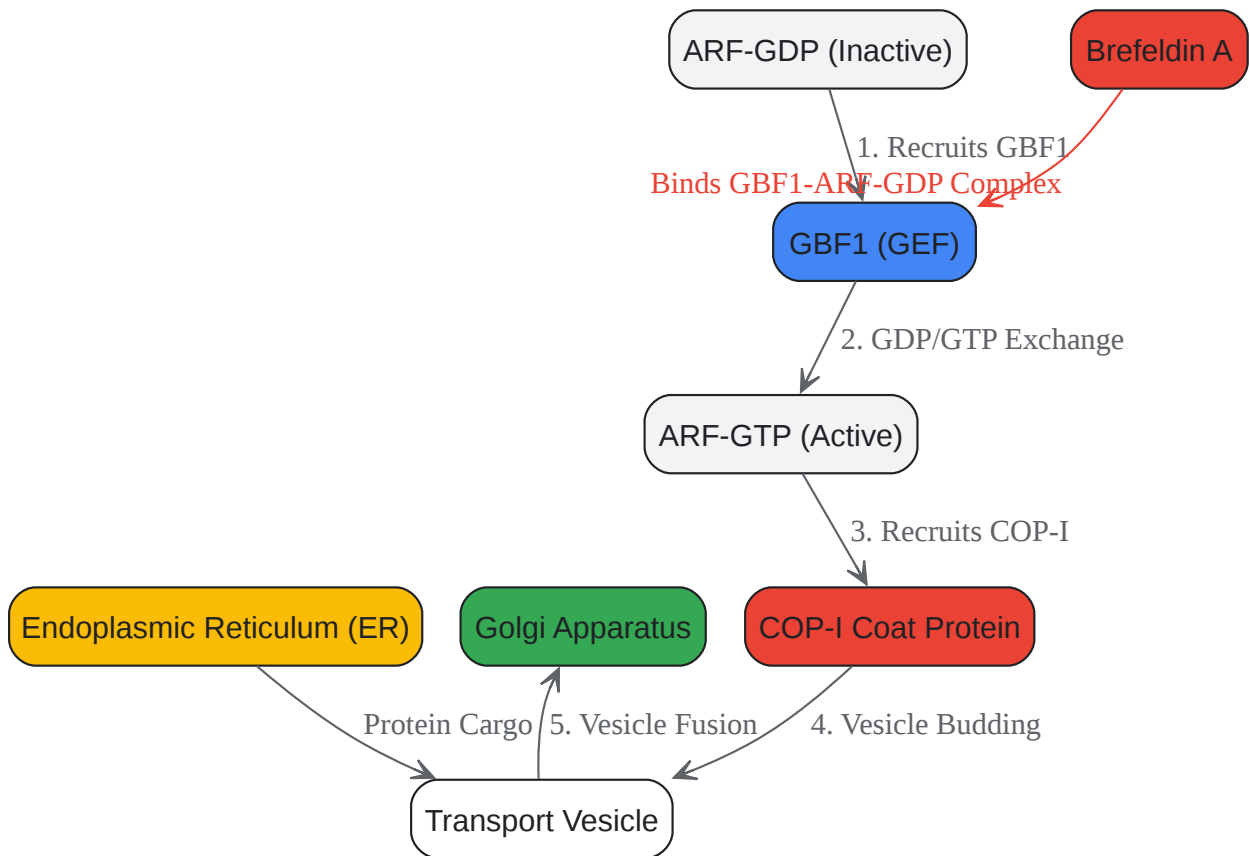 ARF-GDP (Inactive)
Brefeldin A
1. Recruits GBF1
Binds GBF1-ARF-GDP Complex
GBF1 (GEF)
2. GDP/GTP Exchange
ARF-GTP (Active)
3. Recruits COP-I
Endoplasmic Reticulum (ER)
Golgi Apparatus
COP-I Coat Protein
Protein Cargo
5. Vesicle Fusion
4. Vesicle Budding
Transport Vesicle